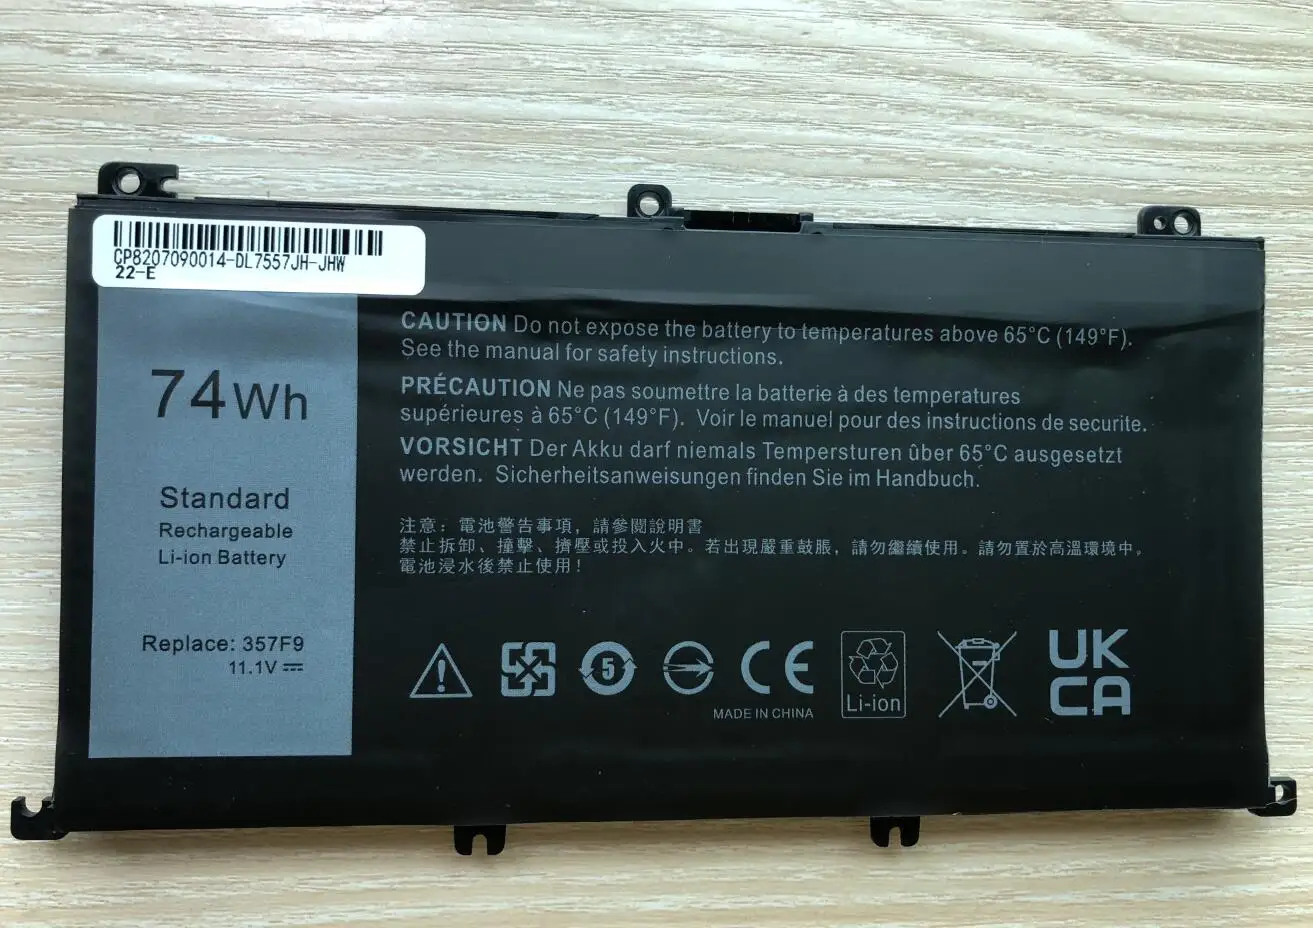 CP8207090014-DL7557JH-JHW
22-E
74Wh
Standard
Rechargeable
Li-ion Battery
Replace: 357F9
11.1V
CAUTION Do not expose the battery to temperatures above 65°C (149°F).
See the manual for safety instructions.
PRÉCAUTION Ne pas soumettre la batterie à des temperatures
supérieures à 65°C (149°F). Voir le manuel pour des instructions de securite.
VORSICHT Der Akku darf niemals Tempersturen ûber 65°C ausgesetzt
werden. Sicherheitsanweisungen finden Sie im Handbuch.
注意：電池警告事項，請參閱說明書
禁止拆卸、撞擊、擠壓或投入火中。若出現嚴重鼓脹，請勿繼續使用。請勿置於高溫環境中。
電池浸水後禁止使用！
5
CE
MADE IN CHINA
Li-ion
UK
CA